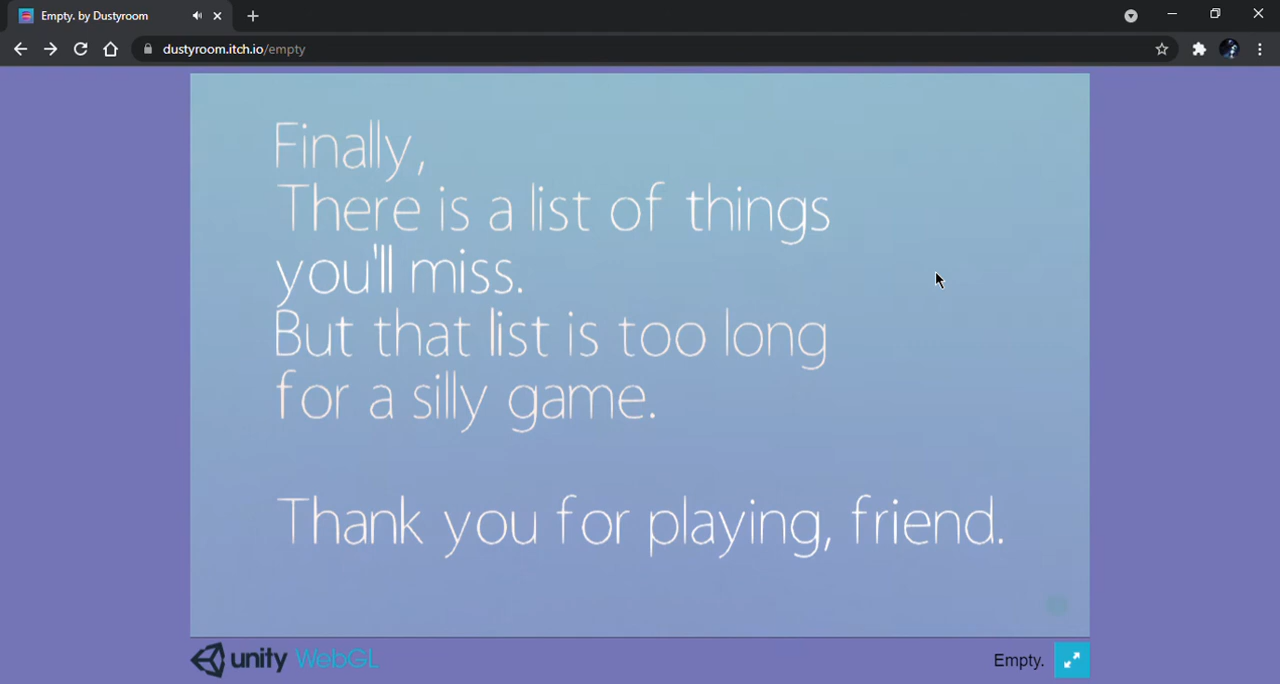 Empty. by Dustyroom
dustyroom.itch.io/empty
Finally,
There is a list of things
you'll miss.
But that list is too long
for a silly game.
Thank you for playing, friend.
unity WebGL
Empty.